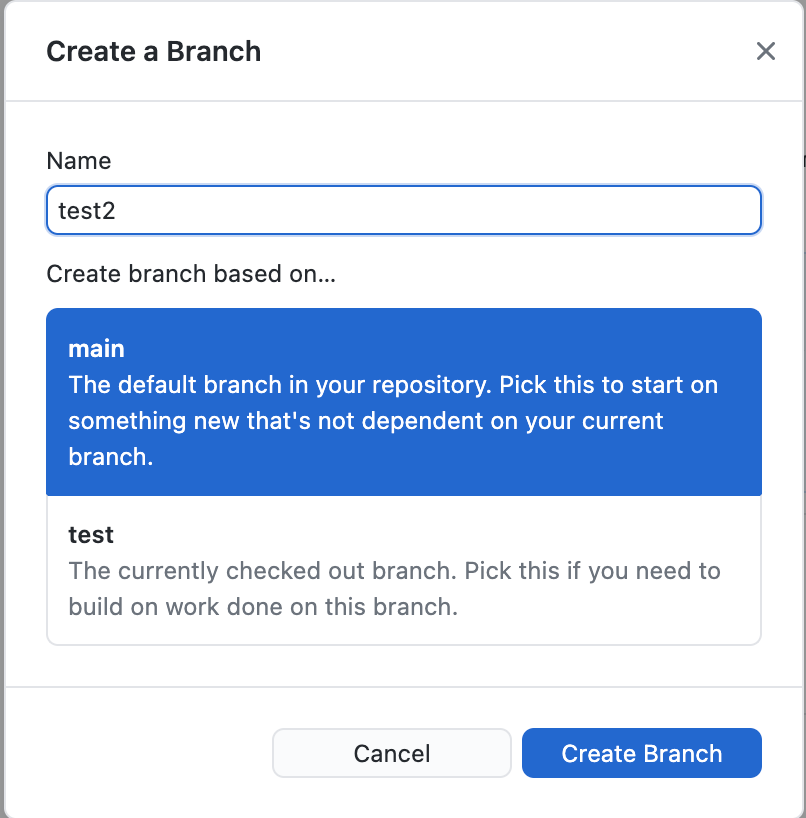 Create a Branch
Name
test2
Create branch based on...
main
The default branch in your repository. Pick this to start on
something new that's not dependent on your current
branch.
test
The currently checked out branch. Pick this if you need to
build on work done on this branch.
Cancel
Create Branch